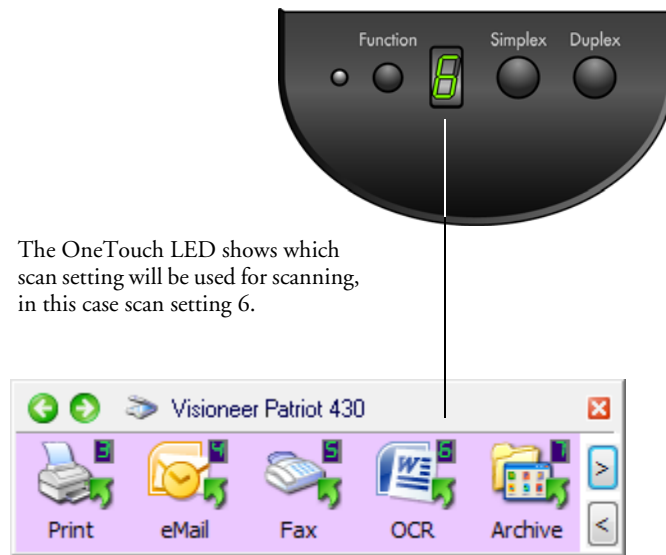 Function Simplex Duplex
6
The OneTouch LED shows which
scan setting will be used for scanning,
in this case scan setting 6.
Visioneer Patriot 430
3 4 5 W 6 7
Print eMail Fax OCR Archive
>
<